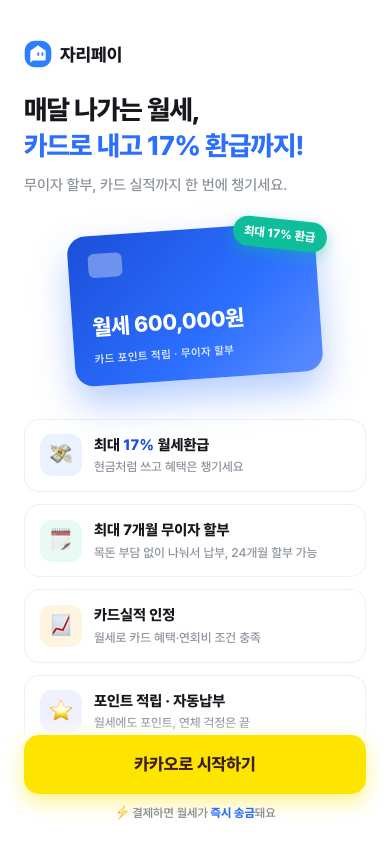 자리페이
매달 나가는 월세,
카드로 내고 17% 환급까지!
무이자 할부, 카드 실적까지 한 번에 챙기세요.
최대 17% 환급
월세 600,000원
카드 포인트 적립 · 무이자 할부
최대 17% 월세환급
현금처럼 쓰고 혜택은 챙기세요
최대 7개월 무이자 할부
목돈 부담 없이 나눠서 납부, 24개월 할부 가능
카드실적 인정
월세로 카드 혜택·연회비 조건 충족
포인트 적립 · 자동납부
월세에도 포인트, 연체 걱정은 끝
카카오로 시작하기
⚡ 결제하면 월세가 즉시 송금돼요